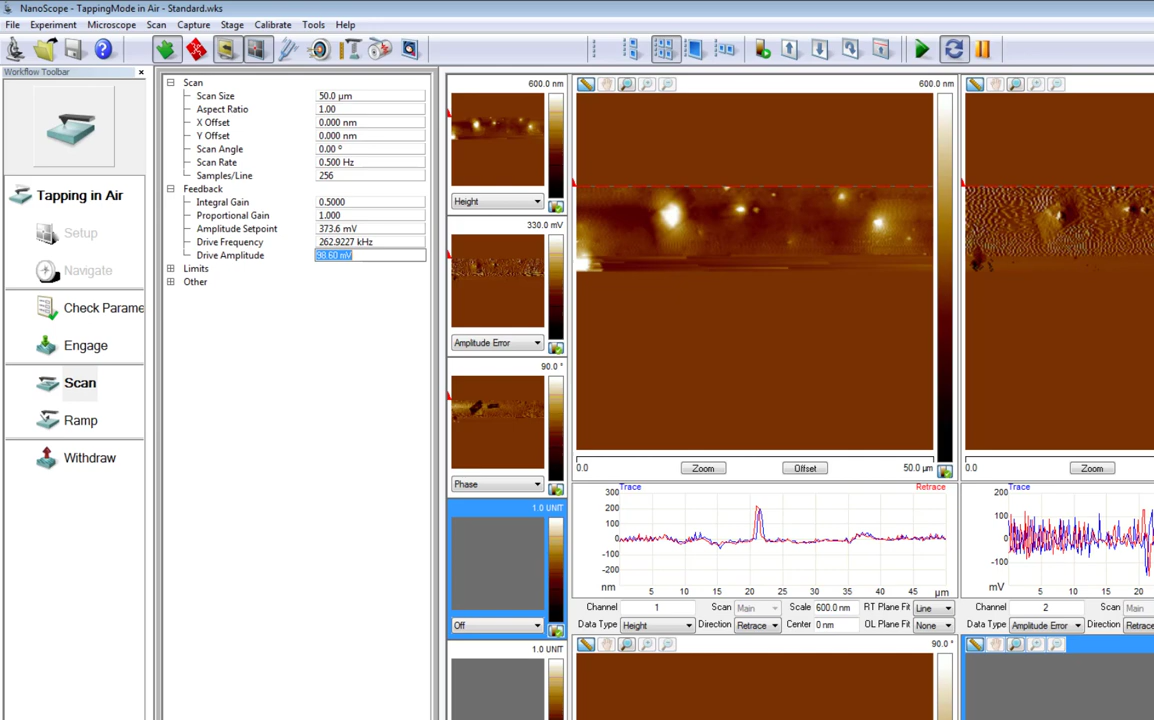 NanoScope - TappingMode in Air - Standard.wks
File Experiment Microscope Scan Capture Stage Calibrate Tools Help
Workflow Toolbar
Tapping in Air
Setup
Navigate
Check Parame
Engage
Scan
Ramp
Withdraw
Scan
Scan Size 50.0 µm
Aspect Ratio 1.00
X Offset 0.000 nm
Y Offset 0.000 nm
Scan Angle 0.00 º
Scan Rate 0.500 Hz
Samples/Line 256
Feedback
Integral Gain 0.5000
Proportional Gain 1.000
Amplitude Setpoint 373.6 mV
Drive Frequency 262.9227 kHz
Drive Amplitude 98.60 mV
Limits
Other
600.0 nm
Height
330.0 mV
Amplitude Error
90.0 º
Phase
1.0 UNIT
Off
1.0 UNIT
600.0 nm
0.0 Zoom Offset 50.0 µm
Trace Retrace
300
200
100
0
-100
-200
nm 5 10 15 20 25 30 35 40 45 µm
Channel 1 Scan Main Scale 600.0 nm RT Plane Fit Line
Data Type Height Direction Retrace Center 0 nm OL Plane Fit None
90.0 º
0.0 Zoom
Trace
200
100
0
-100
mV 5 10 15 20
Channel 2 Scan Main
Data Type Amplitude Error Direction Retrace